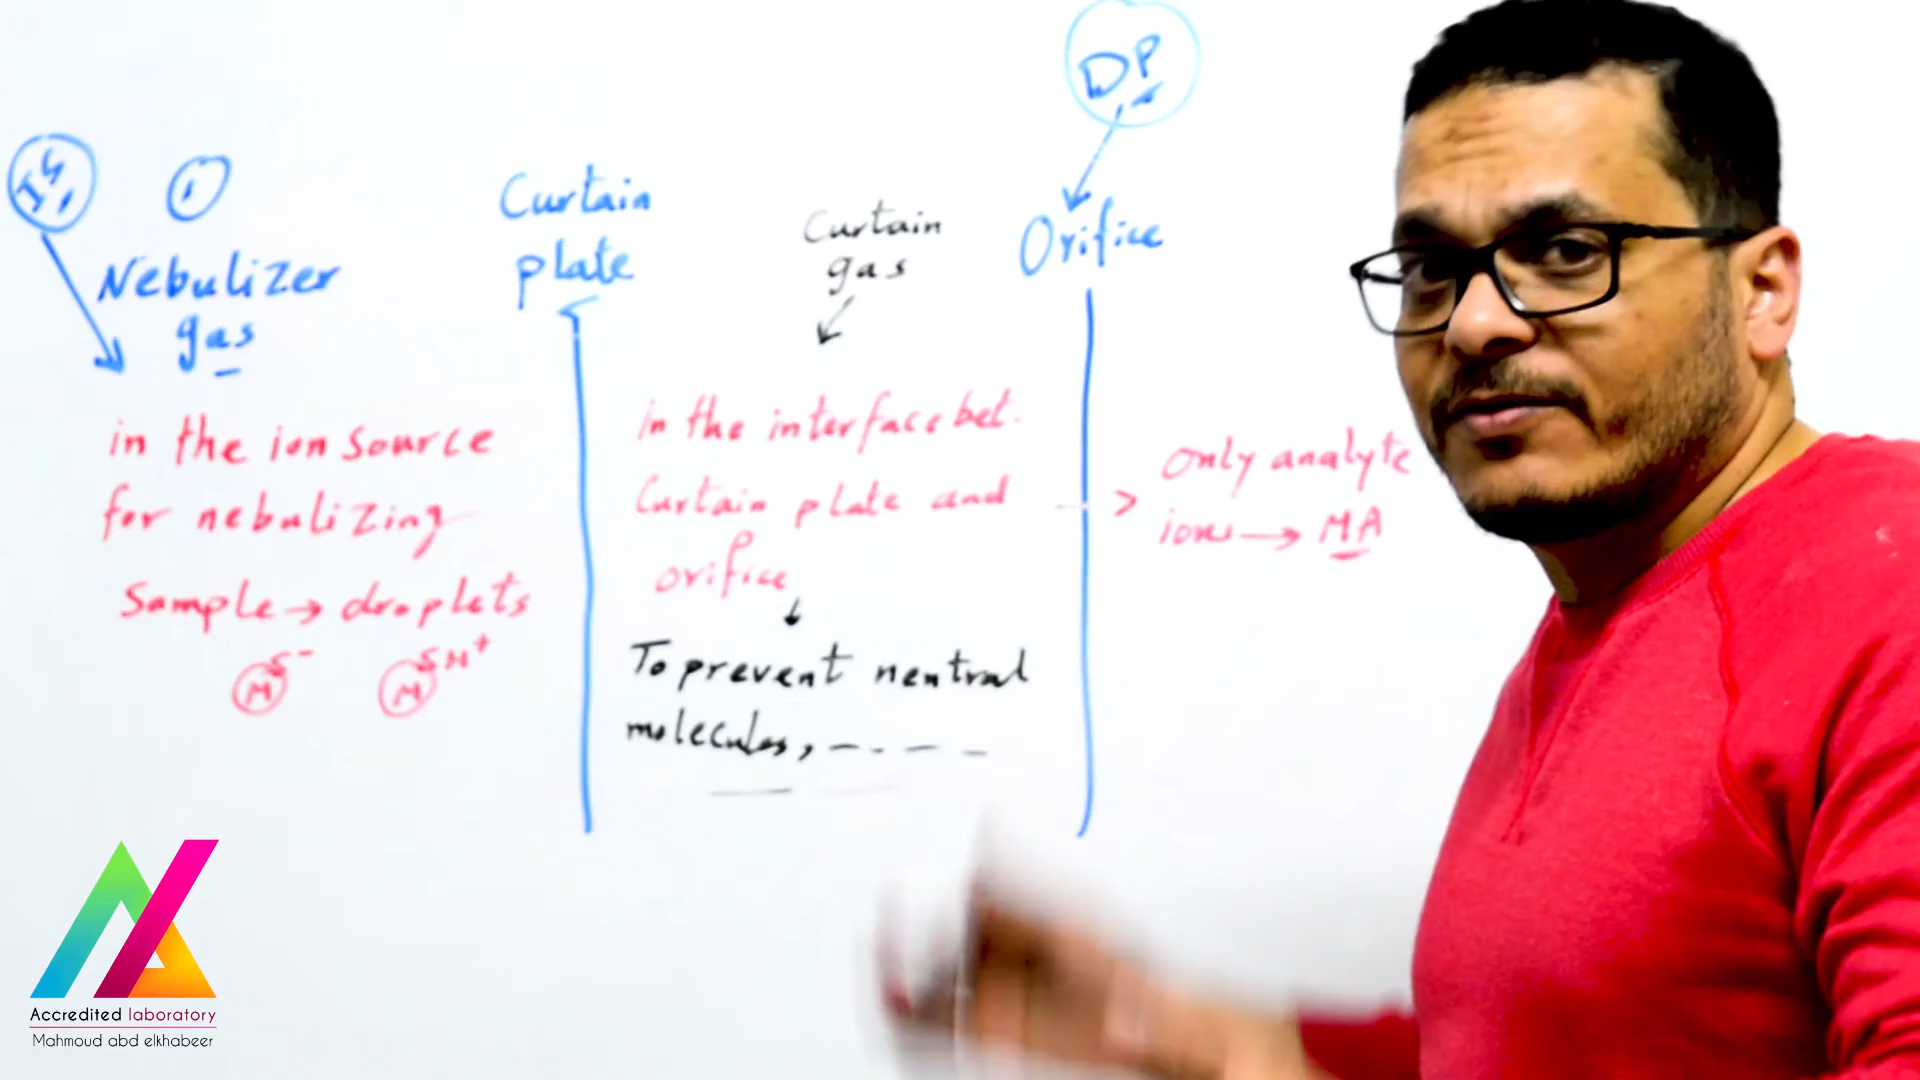 DP
IS,
1
Nebulizer
gas
in the ion source
for nebulizing
Sample → droplets
M S -
M S H+
Curtain
plate
Curtain
gas
in the interface bet.
Curtain plate and
orifice
To prevent neutral
molecules, -----
Orifice
> only analyte
ions → MA
Accredited laboratory
Mahmoud abd elkhabeer